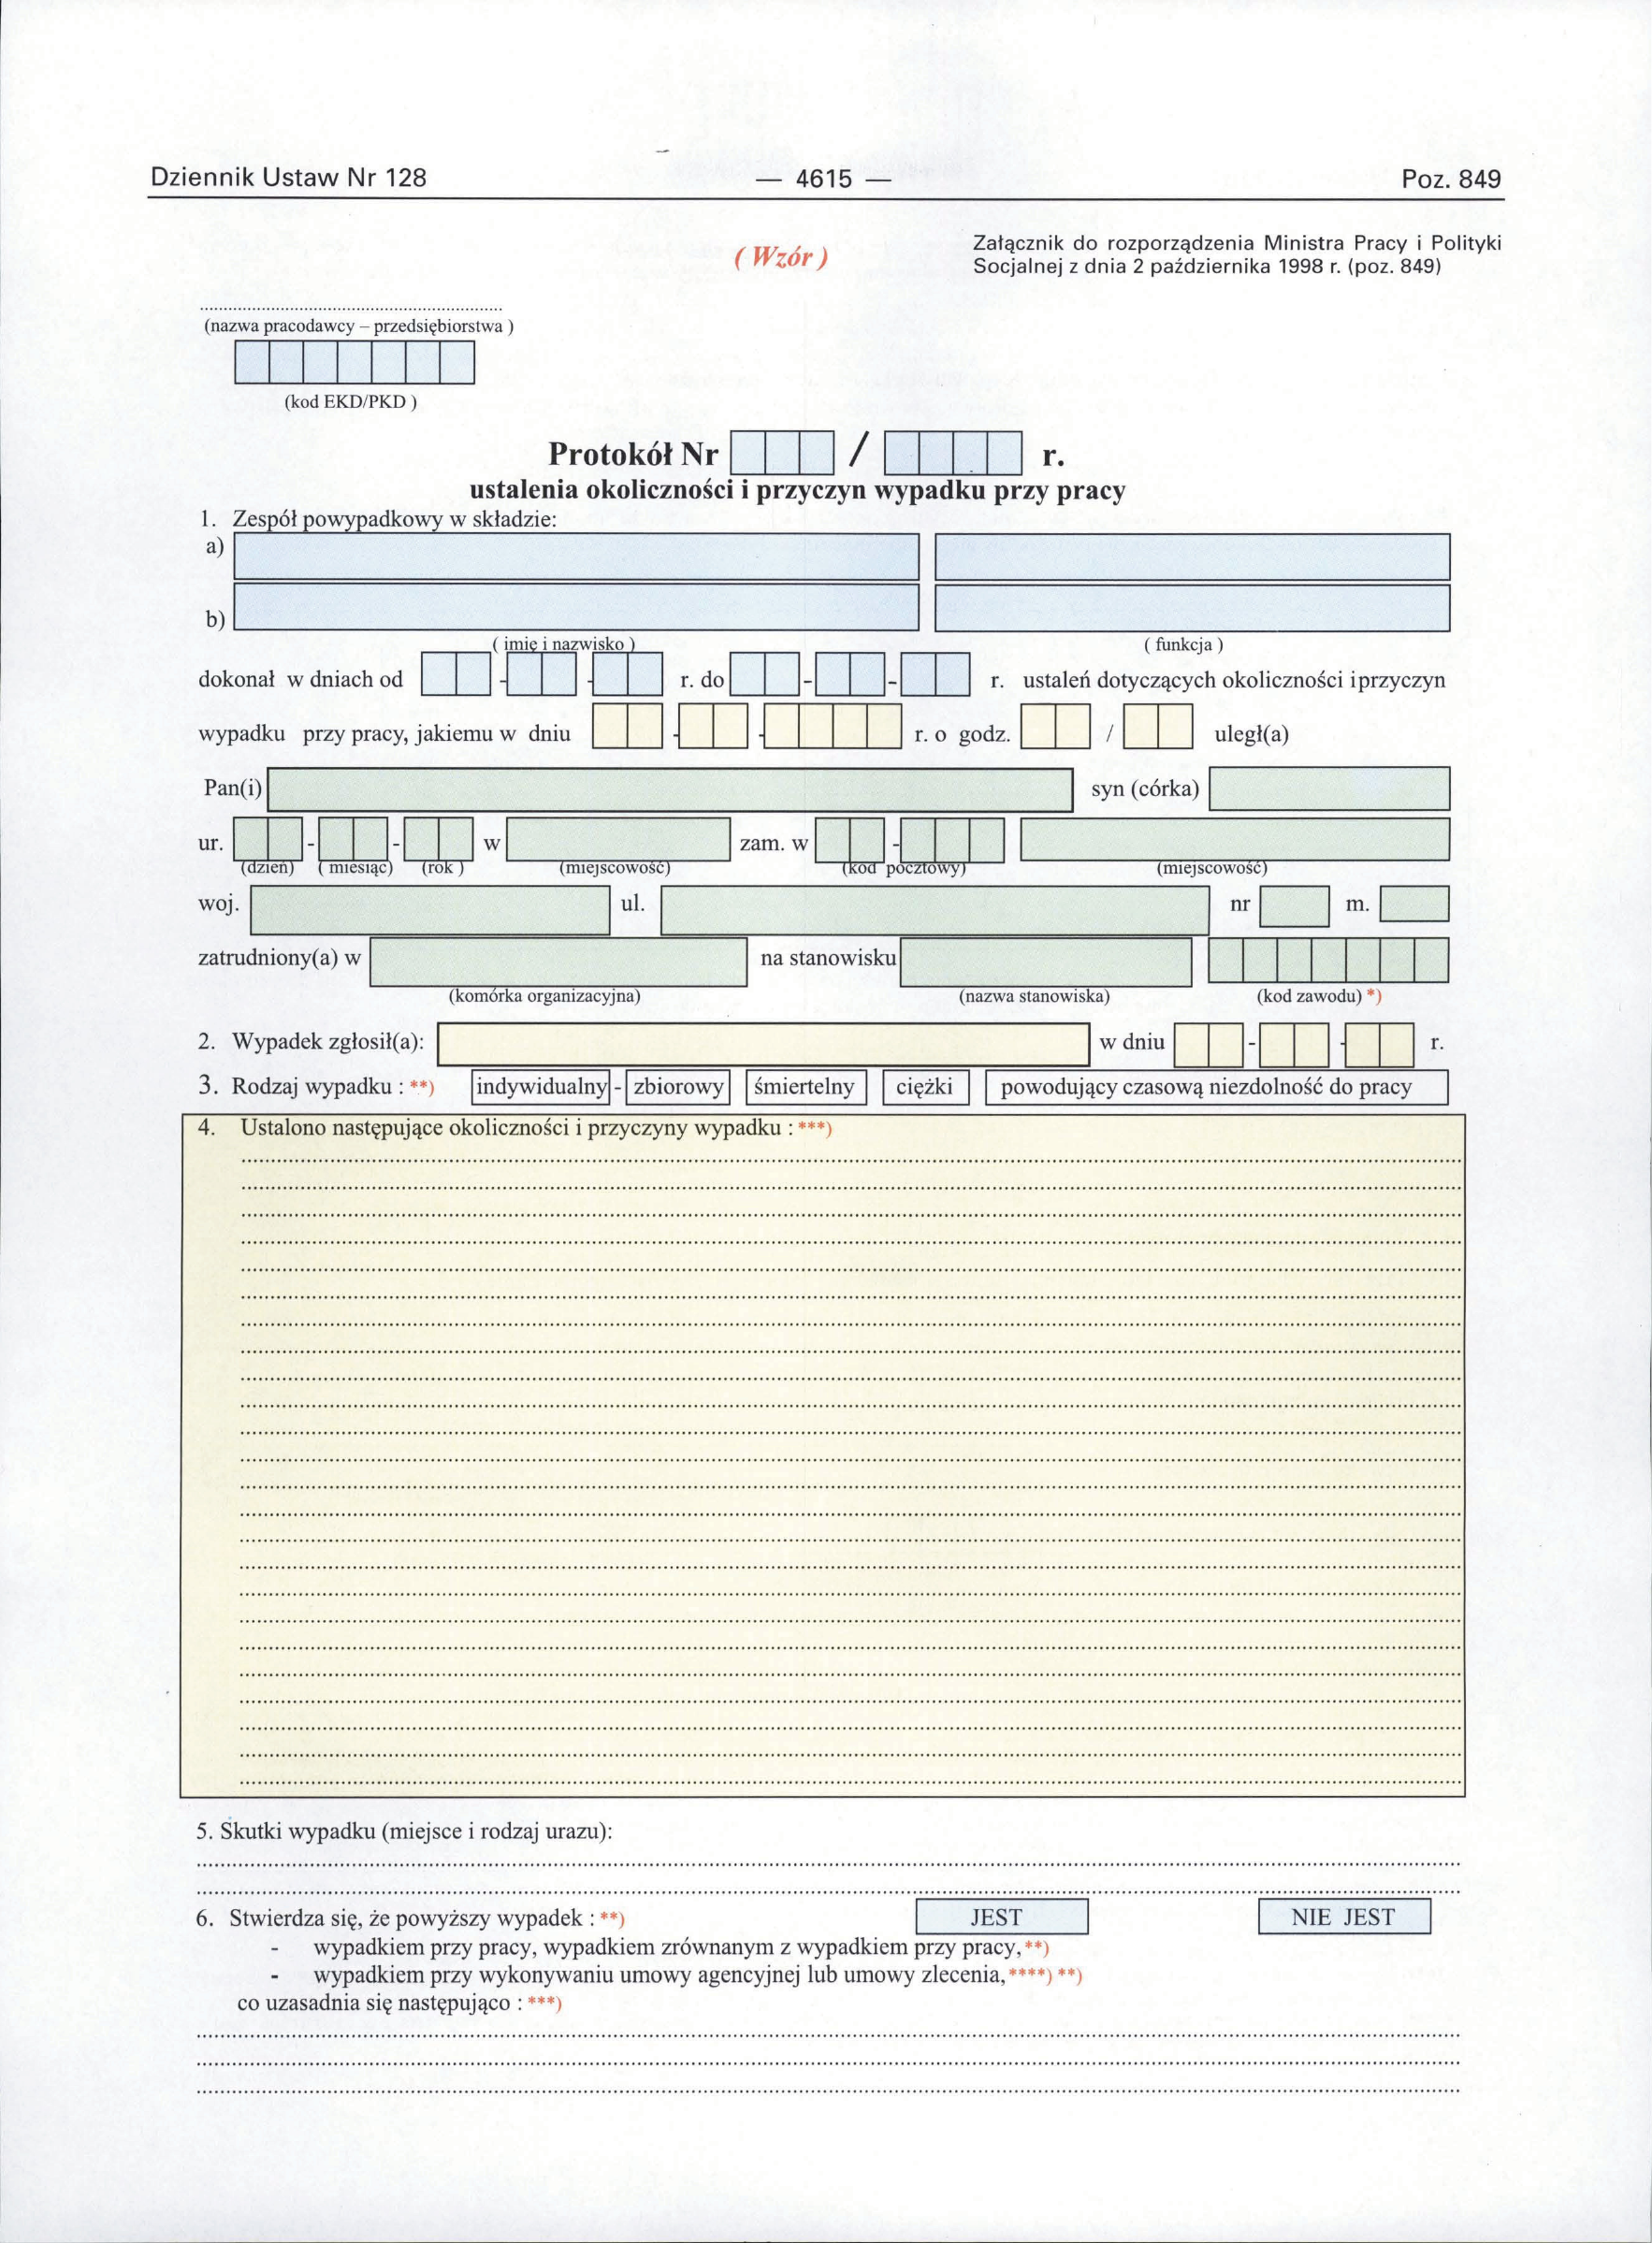 Dziennik Ustaw Nr 128 — 4615 — Poz. 849
( Wzór )
Załącznik do rozporządzenia Ministra Pracy i Polityki
Socjalnej z dnia 2 października 1998 r. (poz. 849)
(nazwa pracodawcy – przedsiębiorstwa )
(kod EKD/PKD )
Protokół Nr / r.
ustalenia okoliczności i przyczyn wypadku przy pracy
1. Zespół powypadkowy w składzie:
a)
b)
( imię i nazwisko ) ( funkcja )
dokonał w dniach od - - r. do - - r. ustaleń dotyczących okoliczności iprzyczyn
wypadku przy pracy, jakiemu w dniu - - r. o godz. / uległ(a)
Pan(i) syn (córka)
ur. - - w zam. w -
(dzień) ( miesiąc) (rok ) (miejscowość) (kod pocztowy) (miejscowość)
woj. ul. nr m.
zatrudniony(a) w na stanowisku
(komórka organizacyjna) (nazwa stanowiska) (kod zawodu) *)
2. Wypadek zgłosił(a): w dniu - - r.
3. Rodzaj wypadku : **) indywidualny - zbiorowy śmiertelny ciężki powodujący czasową niezdolność do pracy
4. Ustalono następujące okoliczności i przyczyny wypadku : ***)
5. Skutki wypadku (miejsce i rodzaj urazu):
6. Stwierdza się, że powyższy wypadek : **) JEST NIE JEST
- wypadkiem przy pracy, wypadkiem zrównanym z wypadkiem przy pracy,**)
- wypadkiem przy wykonywaniu umowy agencyjnej lub umowy zlecenia,****) **)
co uzasadnia się następująco : ***)